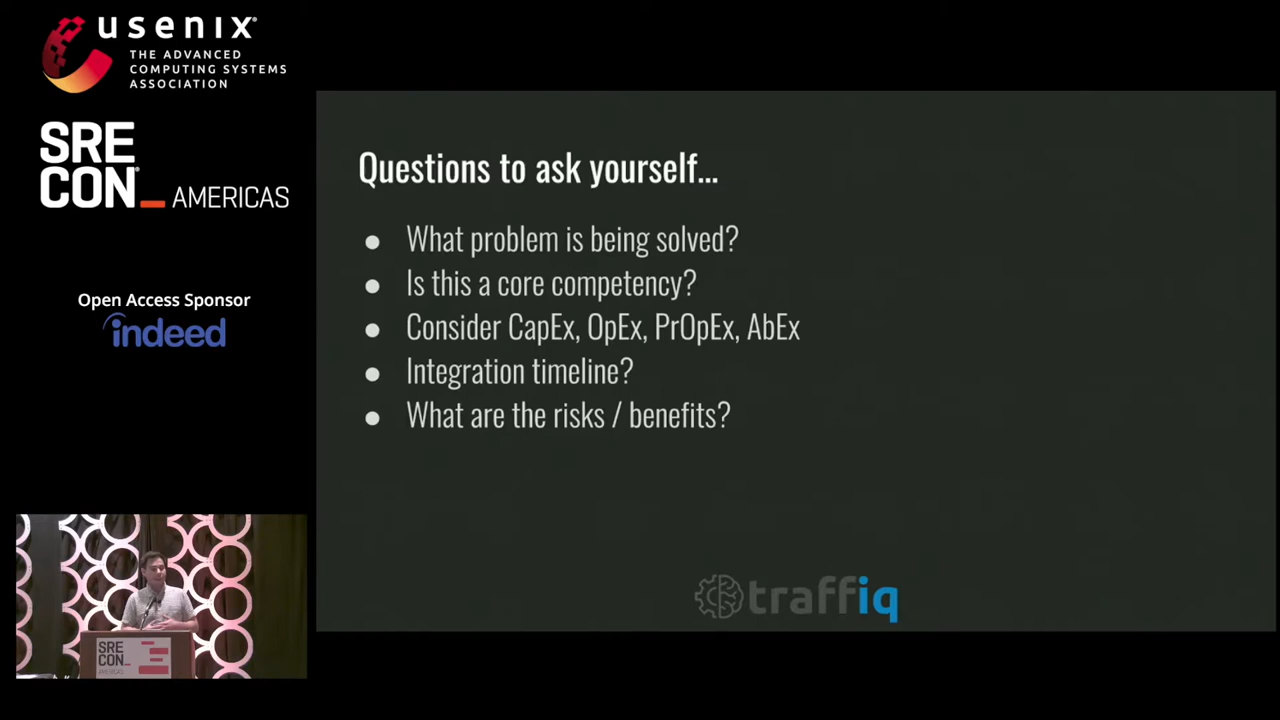 usenix
THE ADVANCED
COMPUTING SYSTEMS
ASSOCIATION
SRE
CON
AMERICAS
Open Access Sponsor
indeed
Questions to ask yourself...
● What problem is being solved?
● Is this a core competency?
● Consider CapEx, OpEx, PrOpEx, AbEx
● Integration timeline?
● What are the risks / benefits?
traffiq
SRE
CON
AMERICAS